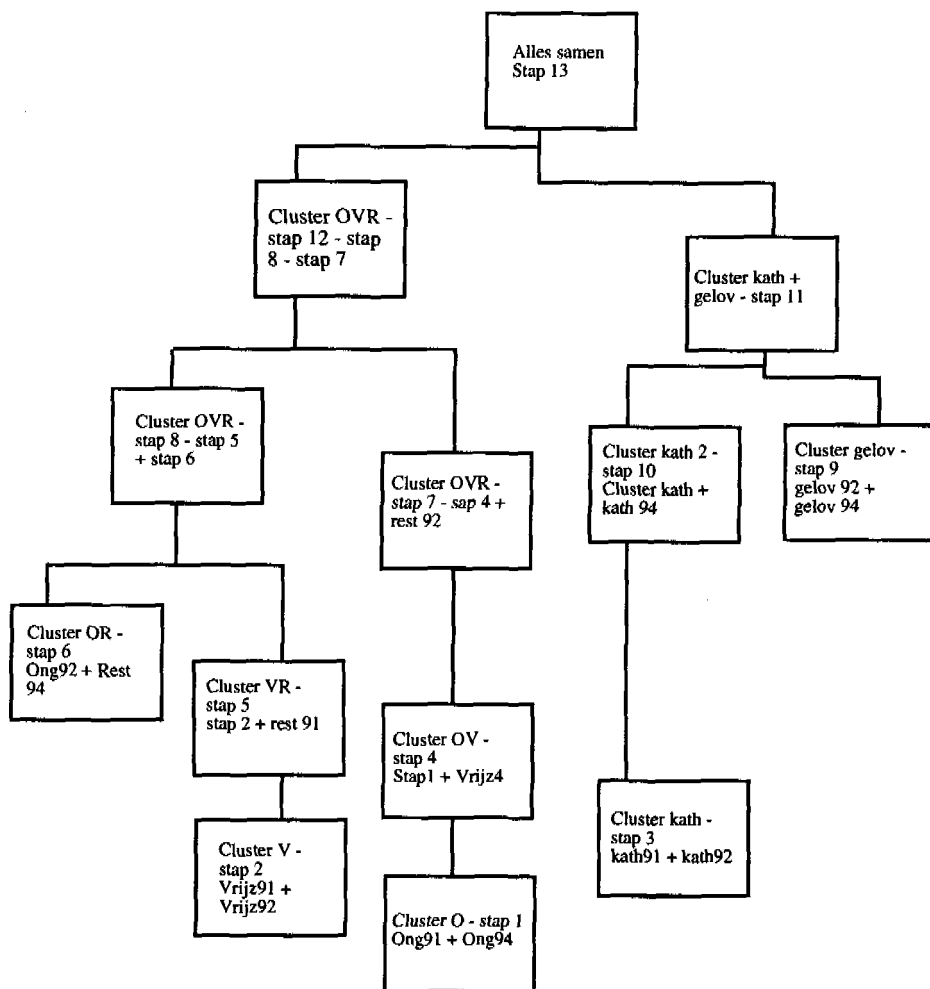 Alles samen
Stap 13
Cluster OVR -
stap 12 - stap
8 - stap 7
Cluster kath +
gelov - stap 11
Cluster OVR -
stap 8 - stap 5
+ stap 6
Cluster OVR -
stap 7 - sap 4 +
rest 92
Cluster kath 2 -
stap 10
Cluster kath +
kath 94
Cluster gelov -
stap 9
gelov 92 +
gelov 94
Cluster OR -
stap 6
Ong92 + Rest
94
Cluster VR -
stap 5
stap 2 + rest 91
Cluster OV -
stap 4
Stap1 + Vrijz4
Cluster kath -
stap 3
kath91 + kath92
Cluster V -
stap 2
Vrijz91 +
Vrijz92
Cluster O - stap 1
Ong91 + Ong94